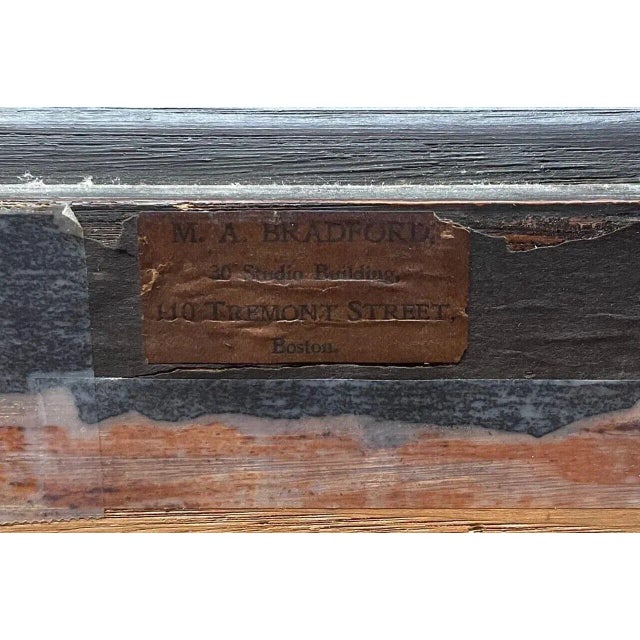 M. A. BRADFORD,
30 Studio Building,
110 TREMONT STREET,
Boston.